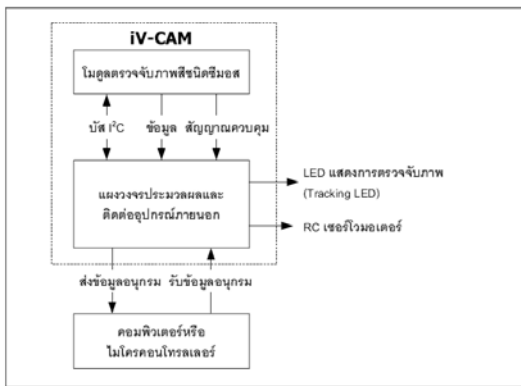 iV-CAM
โมดูลตรวจจับภาพสีชนิดซีมอส
บัส I²C ข้อมูล สัญญาณควบคุม
แผงวงจรประมวลผลและ
ติดต่ออุปกรณ์ภายนอก
LED แสดงการตรวจจับภาพ
(Tracking LED)
RC เซอร์โวมอเตอร์
ส่งข้อมูลอนุกรม รับข้อมูลอนุกรม
คอมพิวเตอร์หรือ
ไมโครคอนโทรลเลอร์